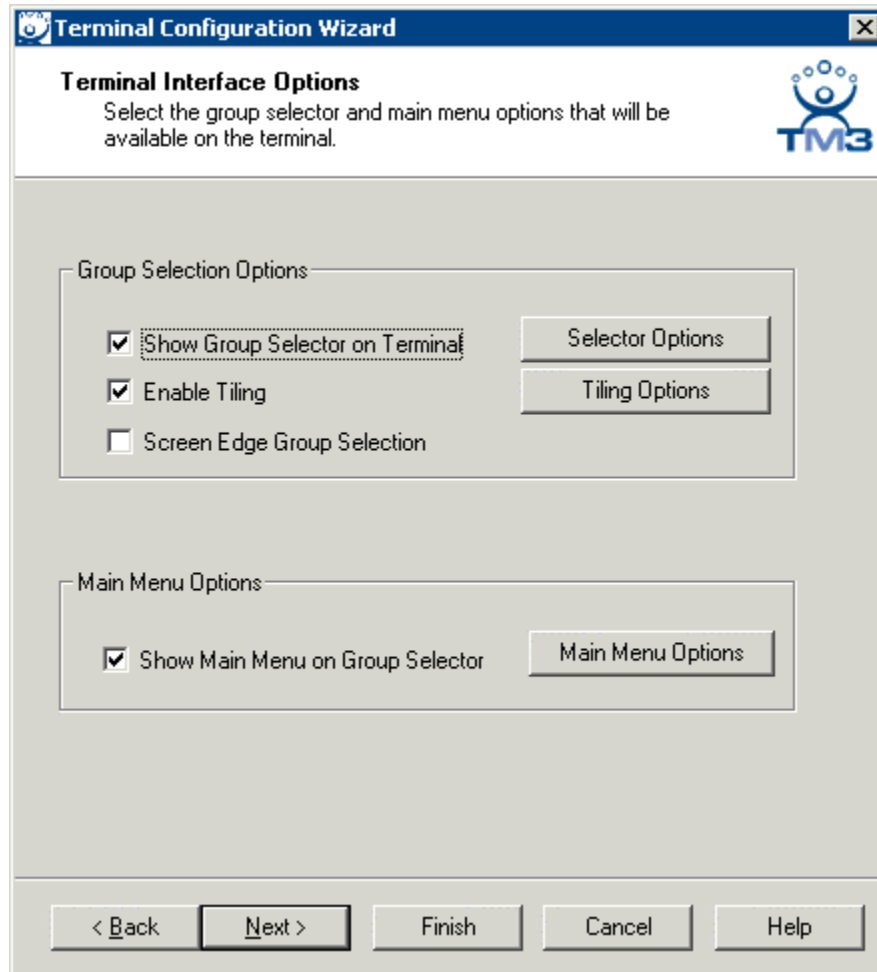 Terminal Configuration Wizard
Terminal Interface Options
Select the group selector and main menu options that will be
available on the terminal.
TM3
Group Selection Options
Show Group Selector on Terminal
Selector Options
Enable Tiling
Tiling Options
Screen Edge Group Selection
Main Menu Options
Show Main Menu on Group Selector
Main Menu Options
< Back
Next >
Finish
Cancel
Help